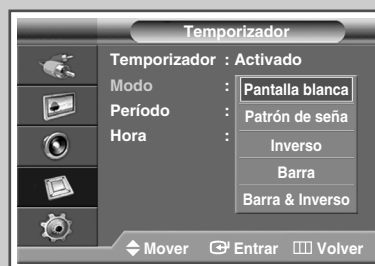 Temporizador
Temporizador : Activado
Modo :
Pantalla blanca
Período :
Patrón de seña
Hora :
Inverso
Barra
Barra & Inverso
Mover Entrar Volver